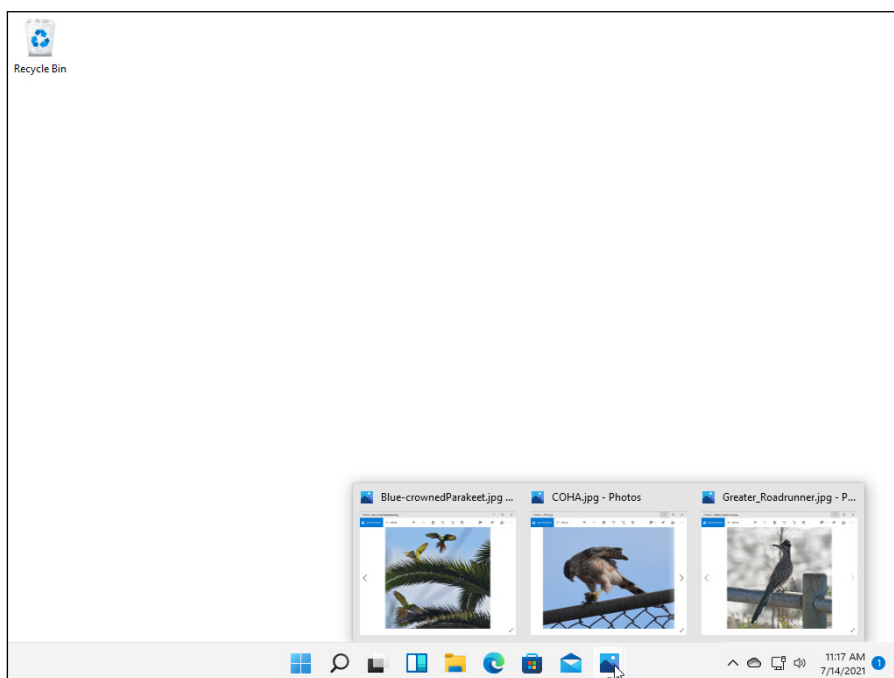 Recycle Bin
Blue-crownedParakeet.jpg ...
COHA.jpg - Photos
Greater_Roadrunner.jpg - P...
11:17 AM
7/14/2021
1